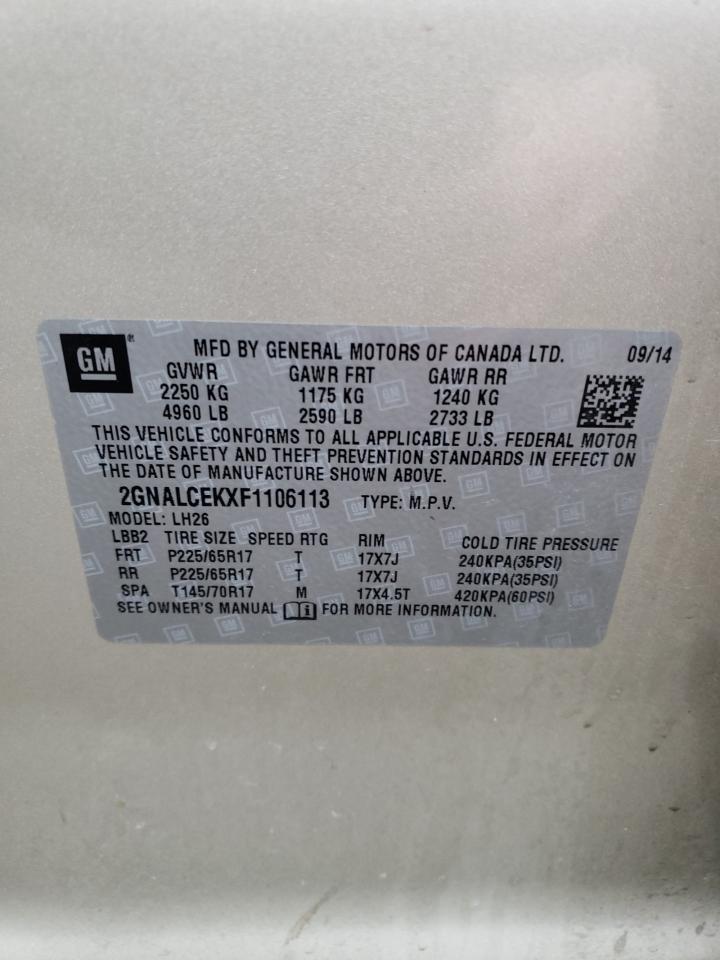 GM ® MFD BY GENERAL MOTORS OF CANADA LTD. 09/14
GVWR GAWR FRT GAWR RR
2250 KG 1175 KG 1240 KG
4960 LB 2590 LB 2733 LB
THIS VEHICLE CONFORMS TO ALL APPLICABLE U.S. FEDERAL MOTOR
VEHICLE SAFETY AND THEFT PREVENTION STANDARDS IN EFFECT ON
THE DATE OF MANUFACTURE SHOWN ABOVE.
2GNALCEKXF1106113 TYPE: M.P.V.
MODEL: LH26
LBB2 TIRE SIZE SPEED RTG RIM COLD TIRE PRESSURE
FRT P225/65R17 T 17X7J 240KPA(35PSI)
RR P225/65R17 T 17X7J 240KPA(35PSI)
SPA T145/70R17 M 17X4.5T 420KPA(60PSI)
SEE OWNER'S MANUAL i FOR MORE INFORMATION.